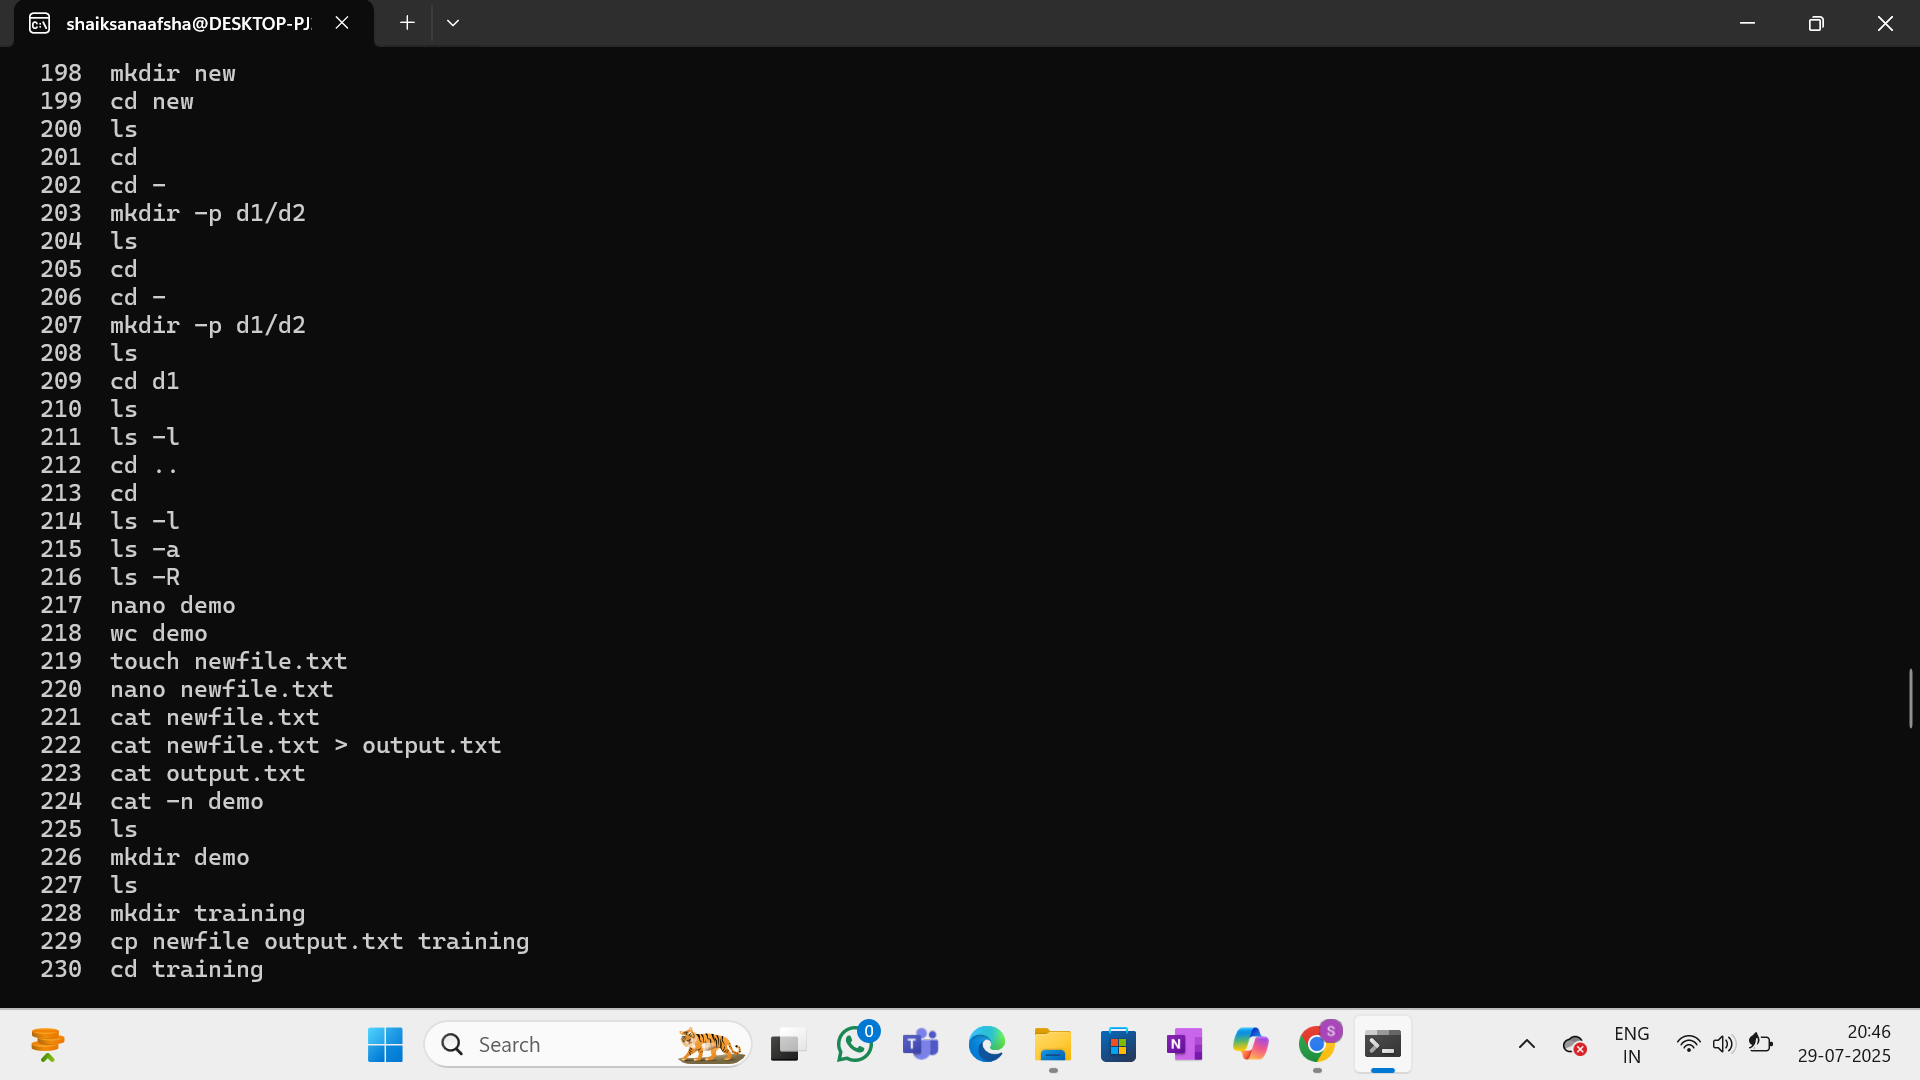 shaiksanaafsha@DESKTOP-PJ
198 mkdir new
199 cd new
200 ls
201 cd
202 cd -
203 mkdir -p d1/d2
204 ls
205 cd
206 cd -
207 mkdir -p d1/d2
208 ls
209 cd d1
210 ls
211 ls -l
212 cd ..
213 cd
214 ls -l
215 ls -a
216 ls -R
217 nano demo
218 wc demo
219 touch newfile.txt
220 nano newfile.txt
221 cat newfile.txt
222 cat newfile.txt > output.txt
223 cat output.txt
224 cat -n demo
225 ls
226 mkdir demo
227 ls
228 mkdir training
229 cp newfile output.txt training
230 cd training
Search
0
T
N
S
ENG
IN
20:46
29-07-2025